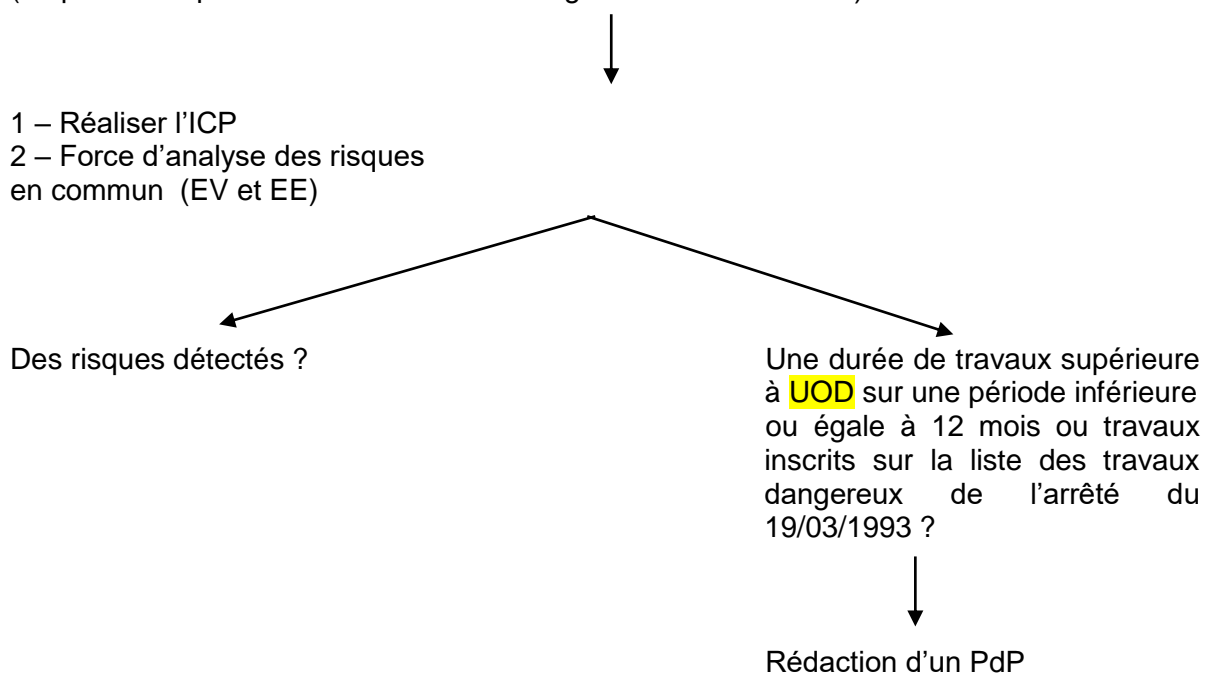 1 – Réaliser l’ICP
2 – Force d’analyse des risques
en commun (EV et EE)
Des risques détectés ?
Une durée de travaux supérieure
à UOD sur une période inférieure
ou égale à 12 mois ou travaux
inscrits sur la liste des travaux
dangereux de l’arrêté du
19/03/1993 ?
Rédaction d’un PdP